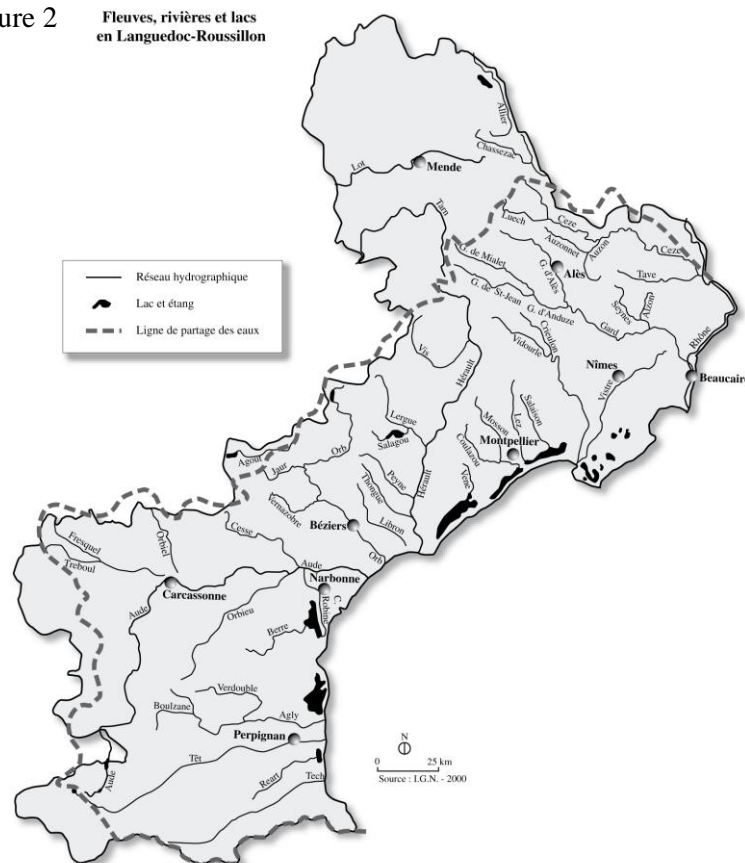 ure 2
Fleuves, rivières et lacs
en Languedoc-Roussillon
Allier
Chassezac
Lot
Mende
Tarn
Luech
Ceze
Auzonnet
Auzon
Ceze
G. de Mialet
G. d'Alès
Alès
Tave
G. de St-Jean
G. d'Anduze
Seynes
Alzon
Gard
Rhône
Réseau hydrographique
Lac et étang
Ligne de partage des eaux
Vis
Hérault
Crieulon
Vidourle
Nîmes
Vistre
Beaucaire
Lergue
Salagou
Salaison
Lez
Mosson
Montpellier
Coulazou
Vène
Agout
Jaur
Orb
Peyne
Thongue
Hérault
Libron
Vernazobre
Béziers
Orb
Cesse
Orbiel
Fresquel
Treboul
Aude
Narbonne
Carcassonne
Aude
C. Robine
Orbieu
Berre
Verdouble
Boulzane
Agly
Perpignan
Têt
Aude
Reart
Tech
N
0 25 km
Source : I.G.N. - 2000